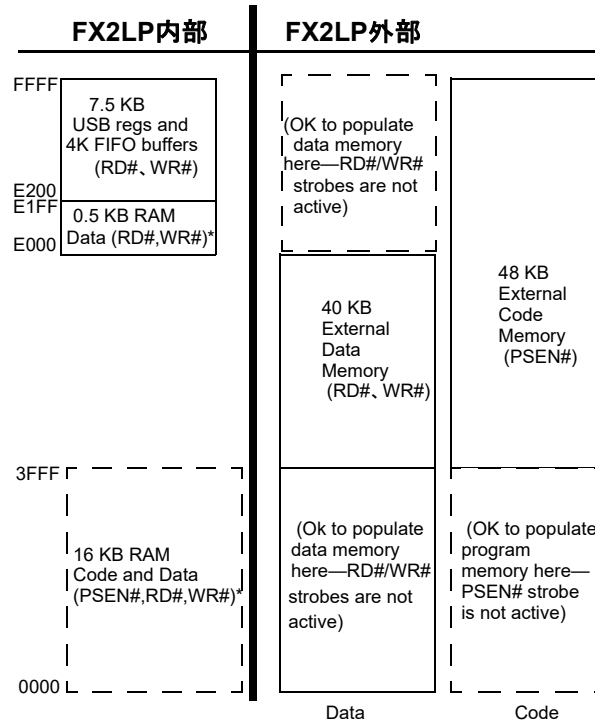 FX2LP内部
FX2LP外部
FFFF
7.5 KB
USB regs and
4K FIFO buffers
(RD#、WR#)
E200
E1FF
0.5 KB RAM
Data (RD#,WR#)*
E000
(OK to populate
data memory
here—RD#/WR#
strobes are not
active)
40 KB
External
Data
Memory
(RD#、WR#)
48 KB
External
Code
Memory
(PSEN#)
3FFF
16 KB RAM
Code and Data
(PSEN#,RD#,WR#)*
0000
(Ok to populate
data memory
here—RD#/WR#
strobes are not
active)
(OK to populate
program
memory here—
PSEN# strobe
is not active)
Data
Code